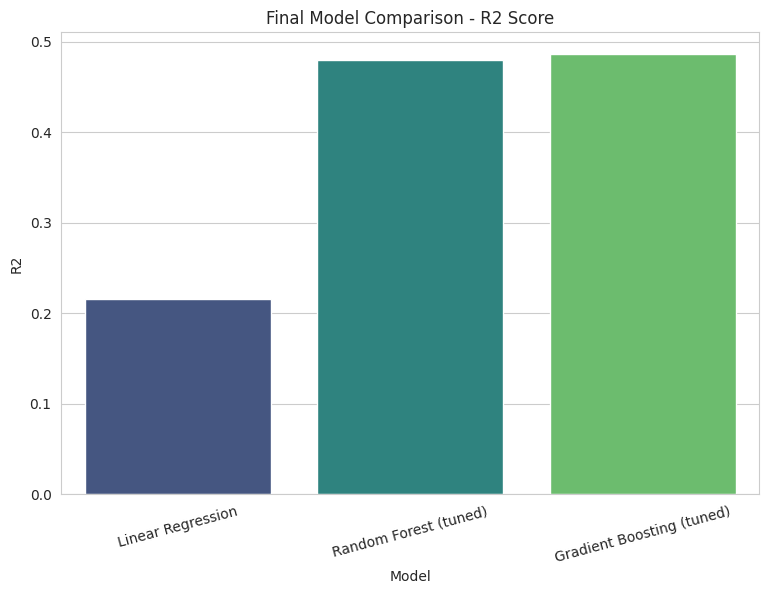 Final Model Comparison - R2 Score
0.5
0.4
0.3
0.2
0.1
0.0
R2
Linear Regression
Random Forest (tuned)
Gradient Boosting (tuned)
Model